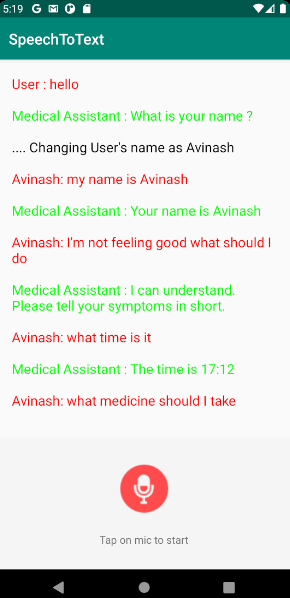 5:19
SpeechToText
User : hello
Medical Assistant : What is your name ?
.... Changing User's name as Avinash
Avinash: my name is Avinash
Medical Assistant : Your name is Avinash
Avinash: I'm not feeling good what should I
do
Medical Assistant : I can understand.
Please tell your symptoms in short.
Avinash: what time is it
Medical Assistant : The time is 17:12
Avinash: what medicine should I take
Tap on mic to start